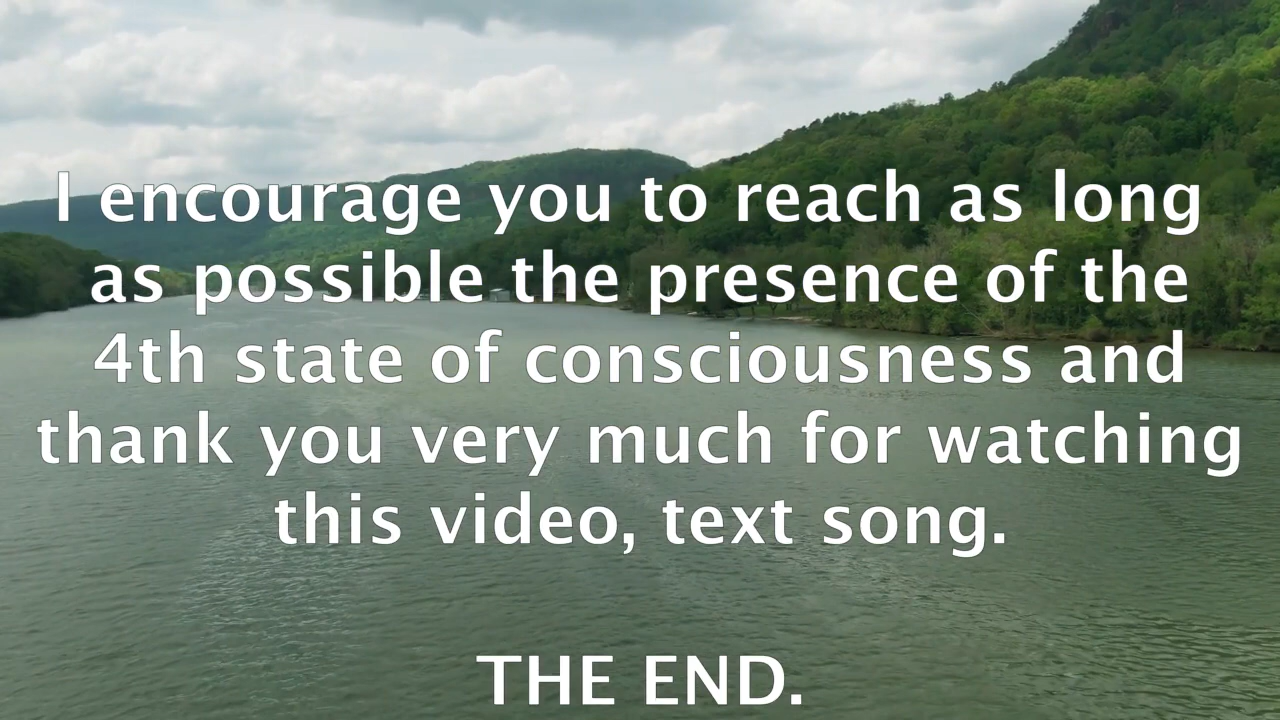 I encourage you to reach as long
as possible the presence of the
4th state of consciousness and
thank you very much for watching
this video, text song.
THE END.